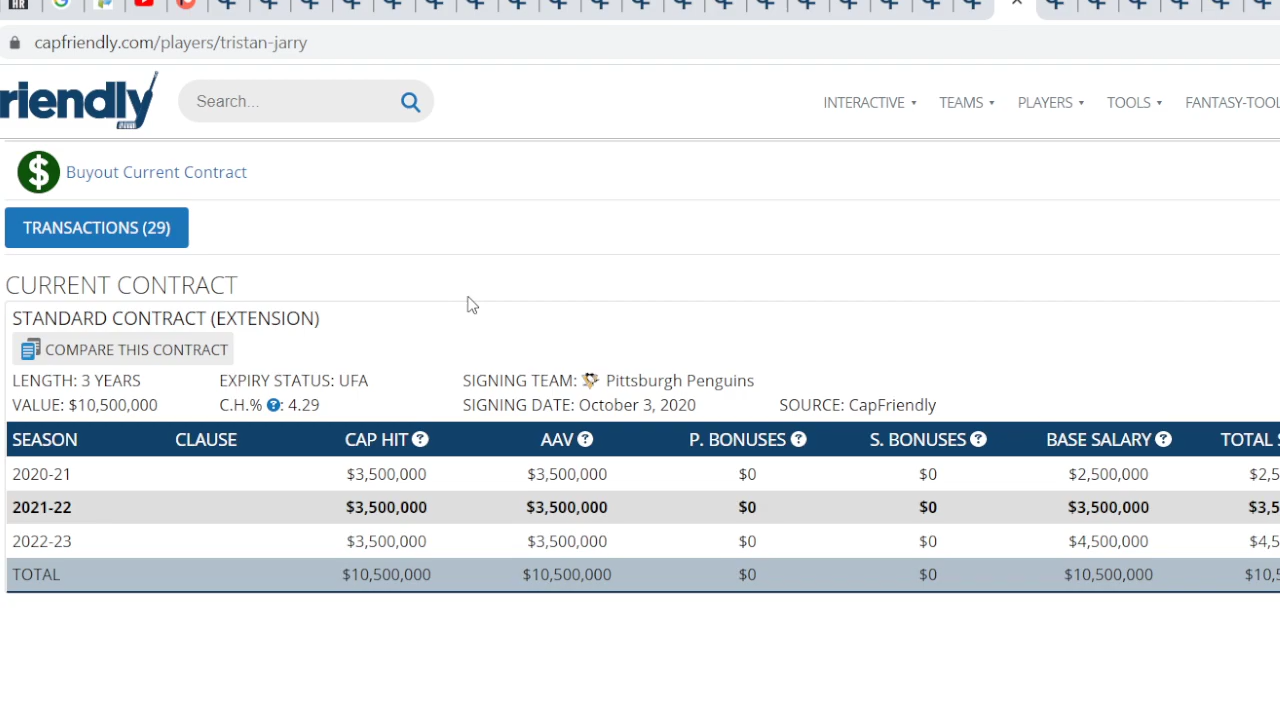 HR
capfriendly.com/players/tristan-jarry
riendly
Search...
INTERACTIVE
TEAMS
PLAYERS
TOOLS
FANTASY-TOOL
$ Buyout Current Contract
TRANSACTIONS (29)
CURRENT CONTRACT
STANDARD CONTRACT (EXTENSION)
COMPARE THIS CONTRACT
LENGTH: 3 YEARS EXPIRY STATUS: UFA SIGNING TEAM: Pittsburgh Penguins
VALUE: $10,500,000 C.H.% ?: 4.29 SIGNING DATE: October 3, 2020 SOURCE: CapFriendly
SEASON CLAUSE CAP HIT ? AAV ? P. BONUSES ? S. BONUSES ? BASE SALARY ? TOTAL S
2020-21 $3,500,000 $3,500,000 $0 $0 $2,500,000 $2,5
2021-22 $3,500,000 $3,500,000 $0 $0 $3,500,000 $3,5
2022-23 $3,500,000 $3,500,000 $0 $0 $4,500,000 $4,5
TOTAL $10,500,000 $10,500,000 $0 $0 $10,500,000 $10,5